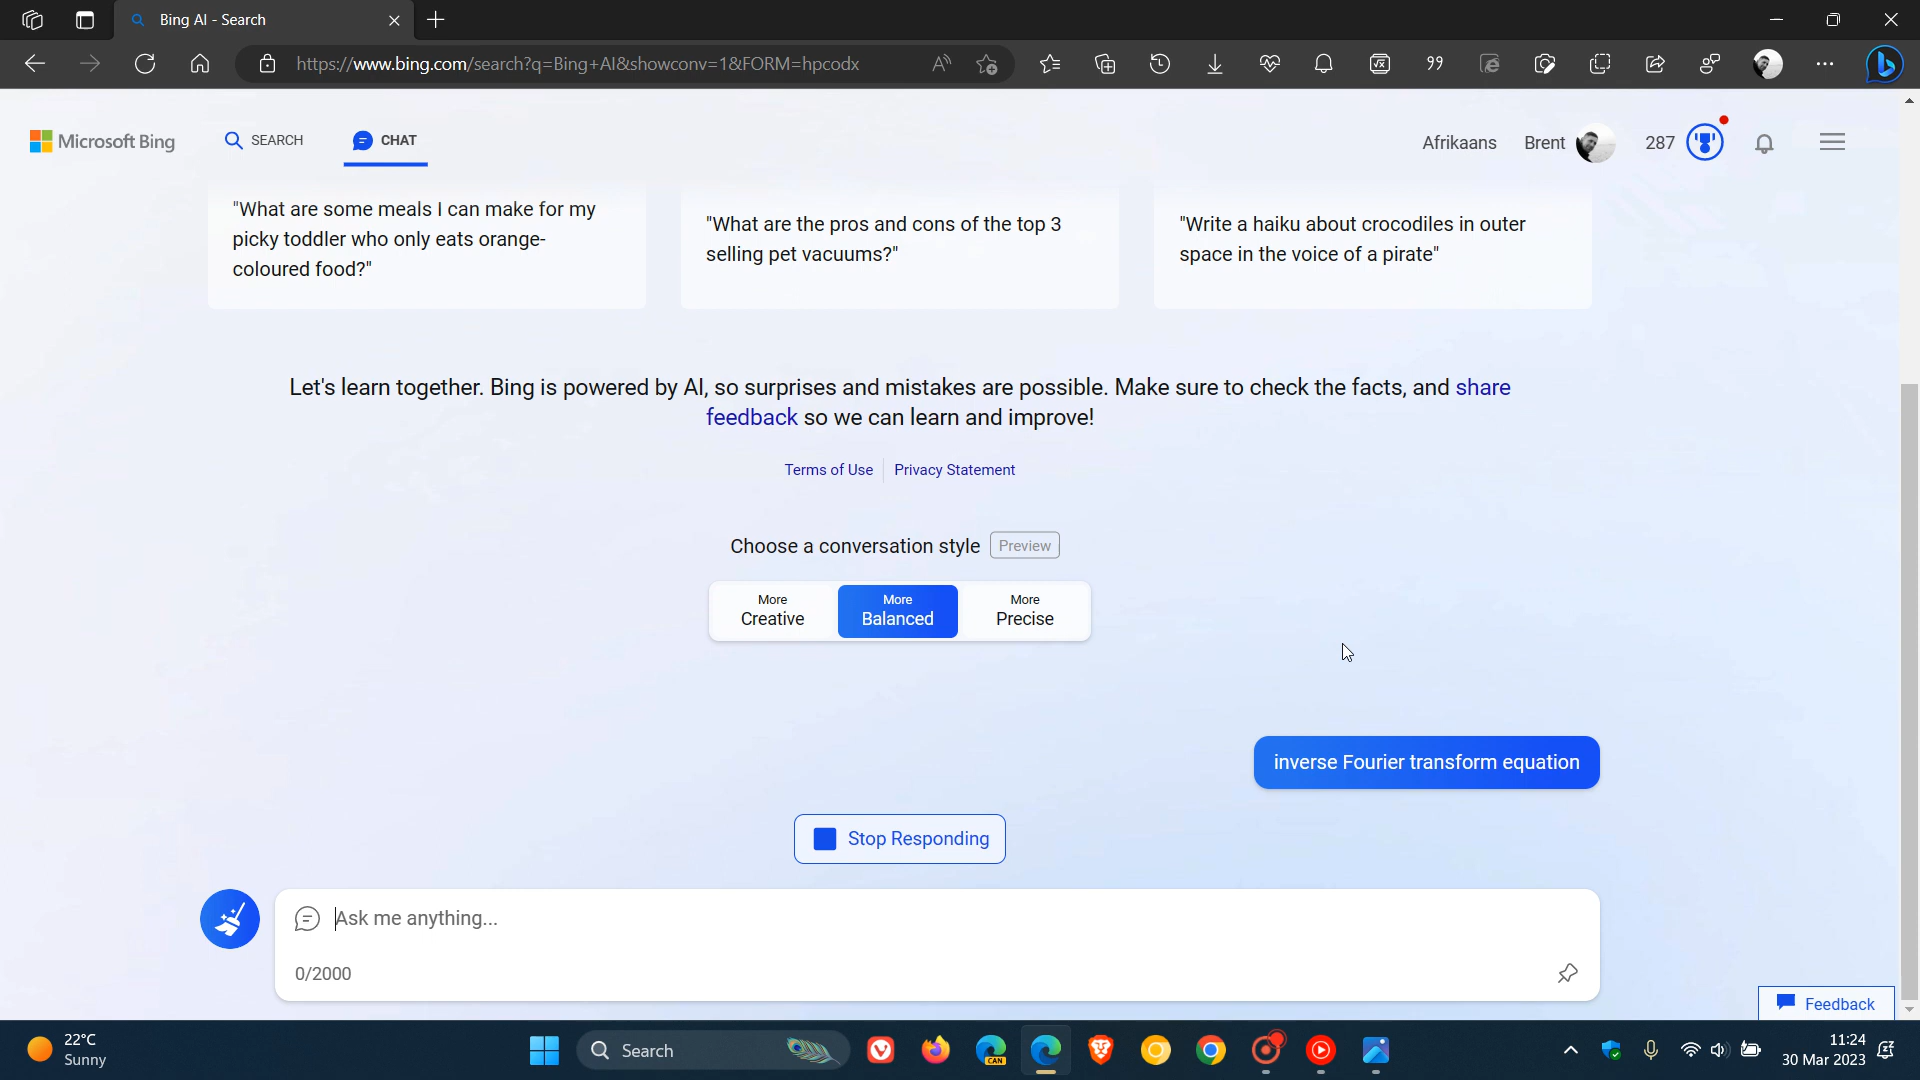 Bing AI - Search
https://www.bing.com/search?q=Bing+AI&showconv=1&FORM=hpcodx
Microsoft Bing
SEARCH
CHAT
Afrikaans
Brent
287
"What are some meals I can make for my
picky toddler who only eats orange-
coloured food?"
"What are the pros and cons of the top 3
selling pet vacuums?"
"Write a haiku about crocodiles in outer
space in the voice of a pirate"
Let's learn together. Bing is powered by AI, so surprises and mistakes are possible. Make sure to check the facts, and share
feedback so we can learn and improve!
Terms of Use
Privacy Statement
Choose a conversation style
Preview
More
Creative
More
Balanced
More
Precise
inverse Fourier transform equation
Stop Responding
Ask me anything...
0/2000
Feedback
22°C
Sunny
Search
CAN
11:24
30 Mar 2023